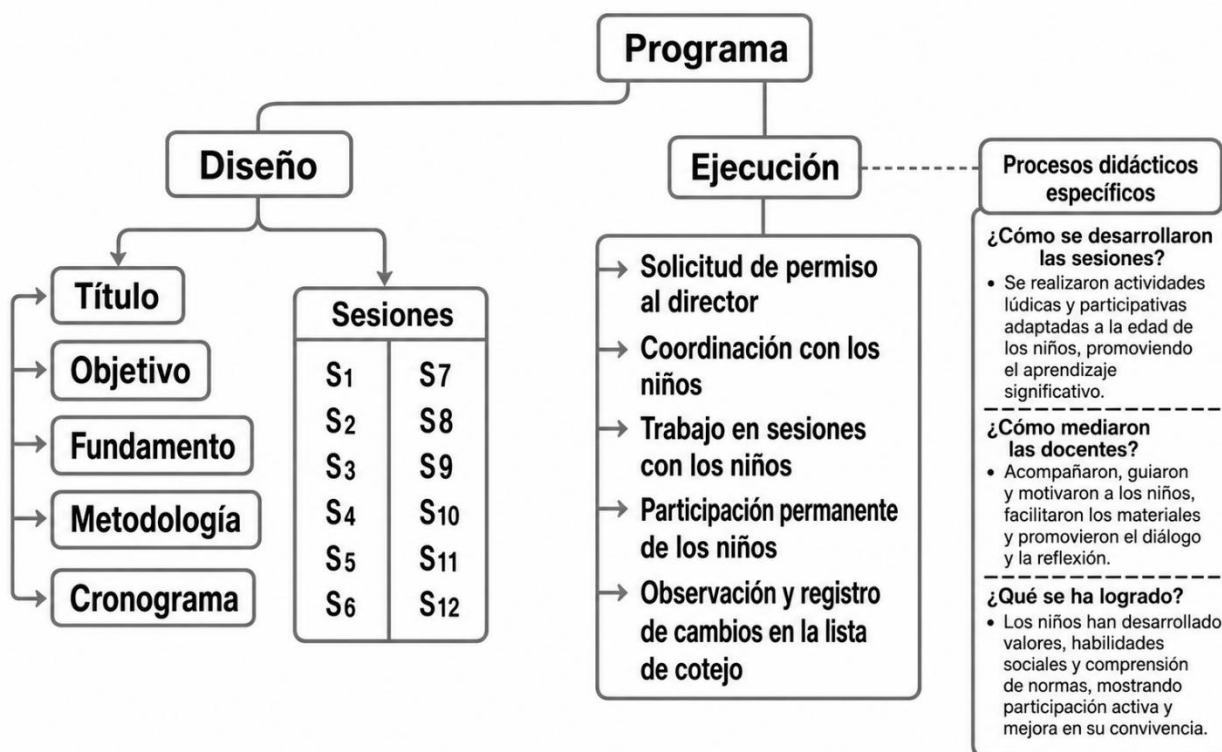 Programa
Diseño
Título
Objetivo
Fundamento
Metodología
Cronograma
Sesiones
S1 S7
S2 S8
S3 S9
S4 S10
S5 S11
S6 S12
Ejecución
Solicitud de permiso
al director
Coordinación con los
niños
Trabajo en sesiones
con los niños
Participación permanente
de los niños
Observación y registro
de cambios en la lista
de cotejo
Procesos didácticos
específicos
¿Cómo se desarrollaron
las sesiones?
• Se realizaron actividades
lúdicas y participativas
adaptadas a la edad de
los niños, promoviendo
el aprendizaje
significativo.
¿Cómo mediaron
las docentes?
• Acompañaron, guiaron
y motivaron a los niños,
facilitaron los materiales
y promovieron el diálogo
y la reflexión.
¿Qué se ha logrado?
• Los niños han desarrollado
valores, habilidades
sociales y comprensión
de normas, mostrando
participación activa y
mejora en su convivencia.